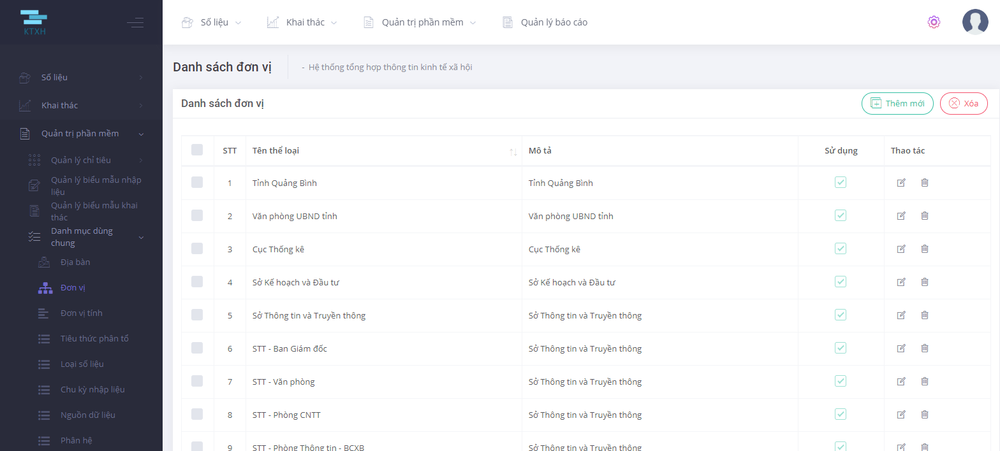 KTXH
Số liệu
Khai thác
Quản trị phần mềm
Quản lý báo cáo
Số liệu
Khai thác
Quản trị phần mềm
Quản lý chỉ tiêu
Quản lý biểu mẫu nhập
liệu
Quản lý biểu mẫu khai
thác
Danh mục dùng
chung
Địa bàn
Đơn vị
Đơn vị tính
Tiêu thức phân tổ
Loại số liệu
Chu kỳ nhập liệu
Nguồn dữ liệu
Phân hệ
Danh sách đơn vị
- Hệ thống tổng hợp thông tin kinh tế xã hội
Danh sách đơn vị
Thêm mới
Xóa
STT Tên thể loại Mô tả Sử dụng Thao tác
1 Tỉnh Quảng Bình Tỉnh Quảng Bình
2 Văn phòng UBND tỉnh Văn phòng UBND tỉnh
3 Cục Thống kê Cục Thống kê
4 Sở Kế hoạch và Đầu tư Sở Kế hoạch và Đầu tư
5 Sở Thông tin và Truyền thông Sở Thông tin và Truyền thông
6 STT - Ban Giám đốc Sở Thông tin và Truyền thông
7 STT - Văn phòng Sở Thông tin và Truyền thông
8 STT - Phòng CNTT Sở Thông tin và Truyền thông
9 STT - Phòng Thông tin - BCXB Sở Thông tin và Truyền thông